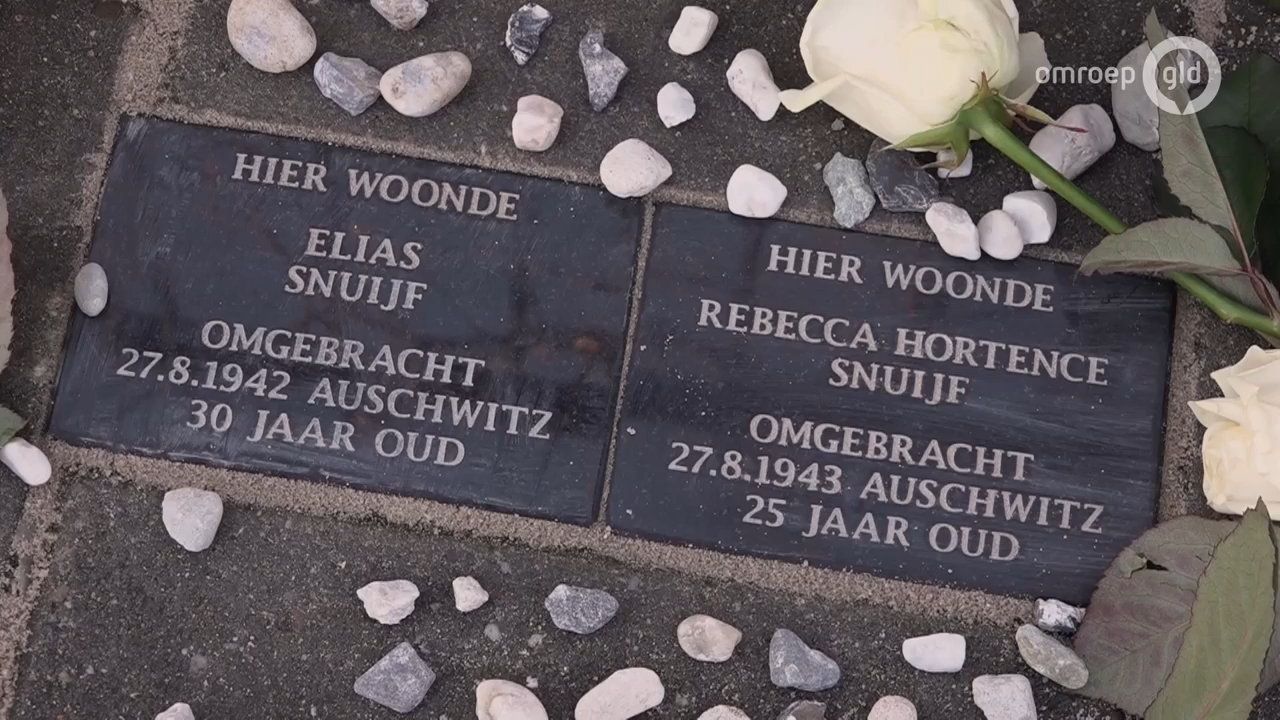 omroep gld
HIER WOONDE
ELIAS
SNUIJF
OMGEBRACHT
27.8.1942 AUSCHWITZ
30 JAAR OUD
HIER WOONDE
REBECCA HORTENCE
SNUIJF
OMGEBRACHT
27.8.1943 AUSCHWITZ
25 JAAR OUD